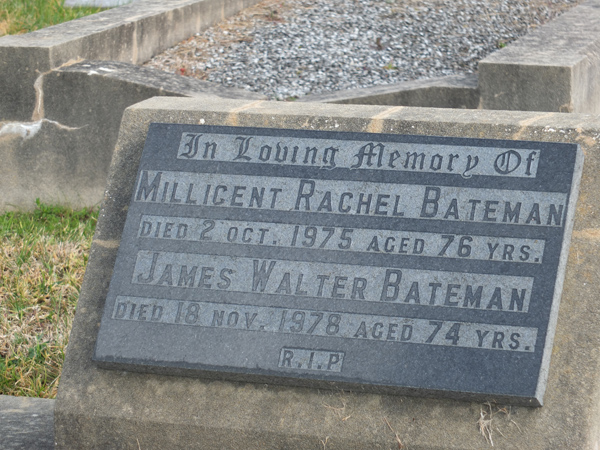 In Loving Memory Of
MILLICENT RACHEL BATEMAN
DIED 2 OCT. 1975 AGED 76 YRS.
JAMES WALTER BATEMAN
DIED 18 NOV. 1978 AGED 74 YRS.
R.I.P